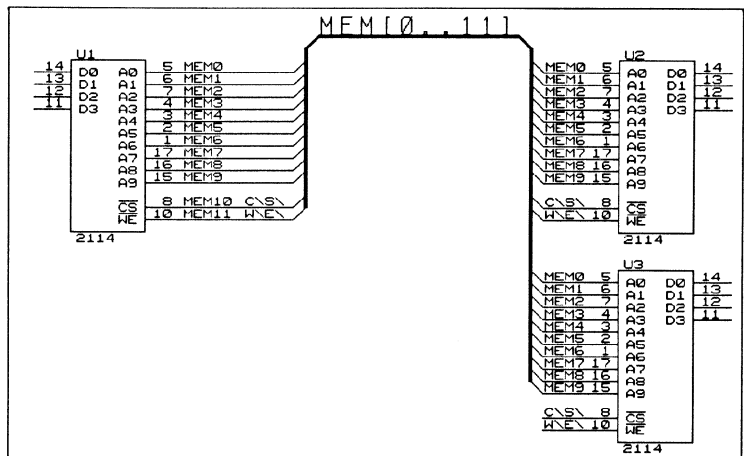 MEM[0..11]
U1
14 D0 A0 5 MEM0
13 D1 A1 6 MEM1
12 D2 A2 7 MEM2
11 D3 A3 4 MEM3
A4 3 MEM4
A5 2 MEM5
A6 1 MEM6
A7 17 MEM7
A8 16 MEM8
A9 15 MEM9
CS 8 MEM10 C\S\
WE 10 MEM11 W\E\
2114
U2
MEM0 5 A0 D0 14
MEM1 6 A1 D1 13
MEM2 7 A2 D2 12
MEM3 4 A3 D3 11
MEM4 3 A4
MEM5 2 A5
MEM6 1 A6
MEM7 17 A7
MEM8 16 A8
MEM9 15 A9
C\S\ 8 CS
W\E\ 10 WE
2114
U3
MEM0 5 A0 D0 14
MEM1 6 A1 D1 13
MEM2 7 A2 D2 12
MEM3 4 A3 D3 11
MEM4 3 A4
MEM5 2 A5
MEM6 1 A6
MEM7 17 A7
MEM8 16 A8
MEM9 15 A9
C\S\ 8 CS
W\E\ 10 WE
2114